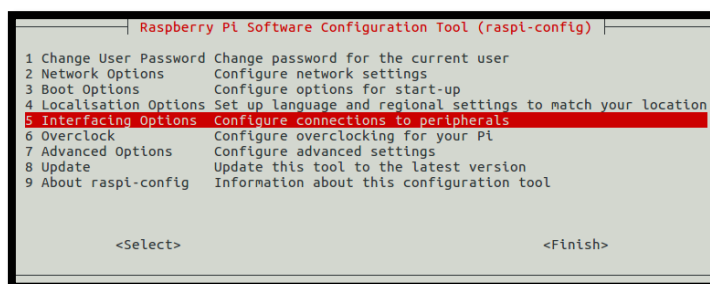 Raspberry Pi Software Configuration Tool (raspi-config)
1 Change User Password Change password for the current user
2 Network Options Configure network settings
3 Boot Options Configure options for start-up
4 Localisation Options Set up language and regional settings to match your location
5 Interfacing Options Configure connections to peripherals
6 Overclock Configure overclocking for your Pi
7 Advanced Options Configure advanced settings
8 Update Update this tool to the latest version
9 About raspi-config Information about this configuration tool
<Select> <Finish>